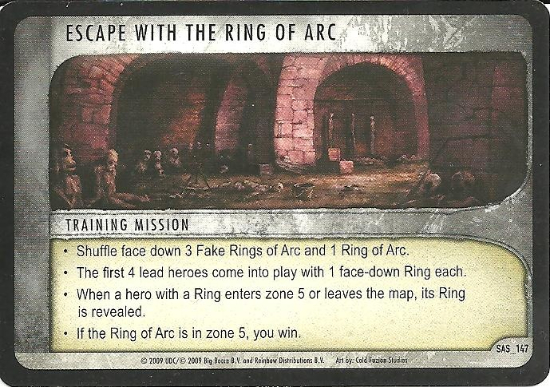 ESCAPE WITH THE RING OF ARC
TRAINING MISSION
• Shuffle face down 3 Fake Rings of Arc and 1 Ring of Arc.
• The first 4 lead heroes come into play with 1 face-down Ring each.
• When a hero with a Ring enters zone 5 or leaves the map, its Ring
is revealed.
• If the Ring of Arc is in zone 5, you win.
SAS_147
© 2009 UDC/© 2009 Big Bocca B.V. and Rainbow Distributions B.V. Art by: Cold Fuzion Studios